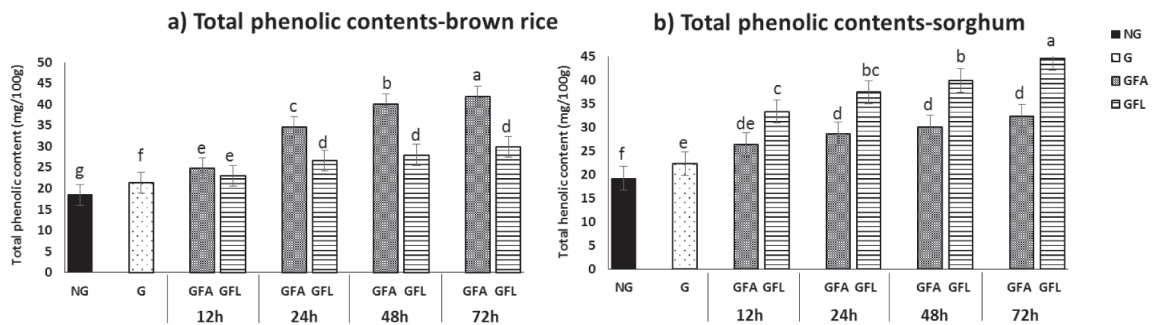 a) Total phenolic contents-brown rice
Total phenolic content (mg/100g)
50
45
40
35
30
25
20
15
10
5
0
g
f
e
e
c
d
b
d
a
d
NG G GFA GFL GFA GFL GFA GFL GFA GFL
12h 24h 48h 72h
b) Total phenolic contents-sorghum
Total henolic content (mg/100g)
45
40
35
30
25
20
15
10
5
0
f
e
de
c
d
bc
d
b
d
a
NG G GFA GFL GFA GFL GFA GFL GFA GFL
12h 24h 48h 72h
NG
G
GFA
GFL